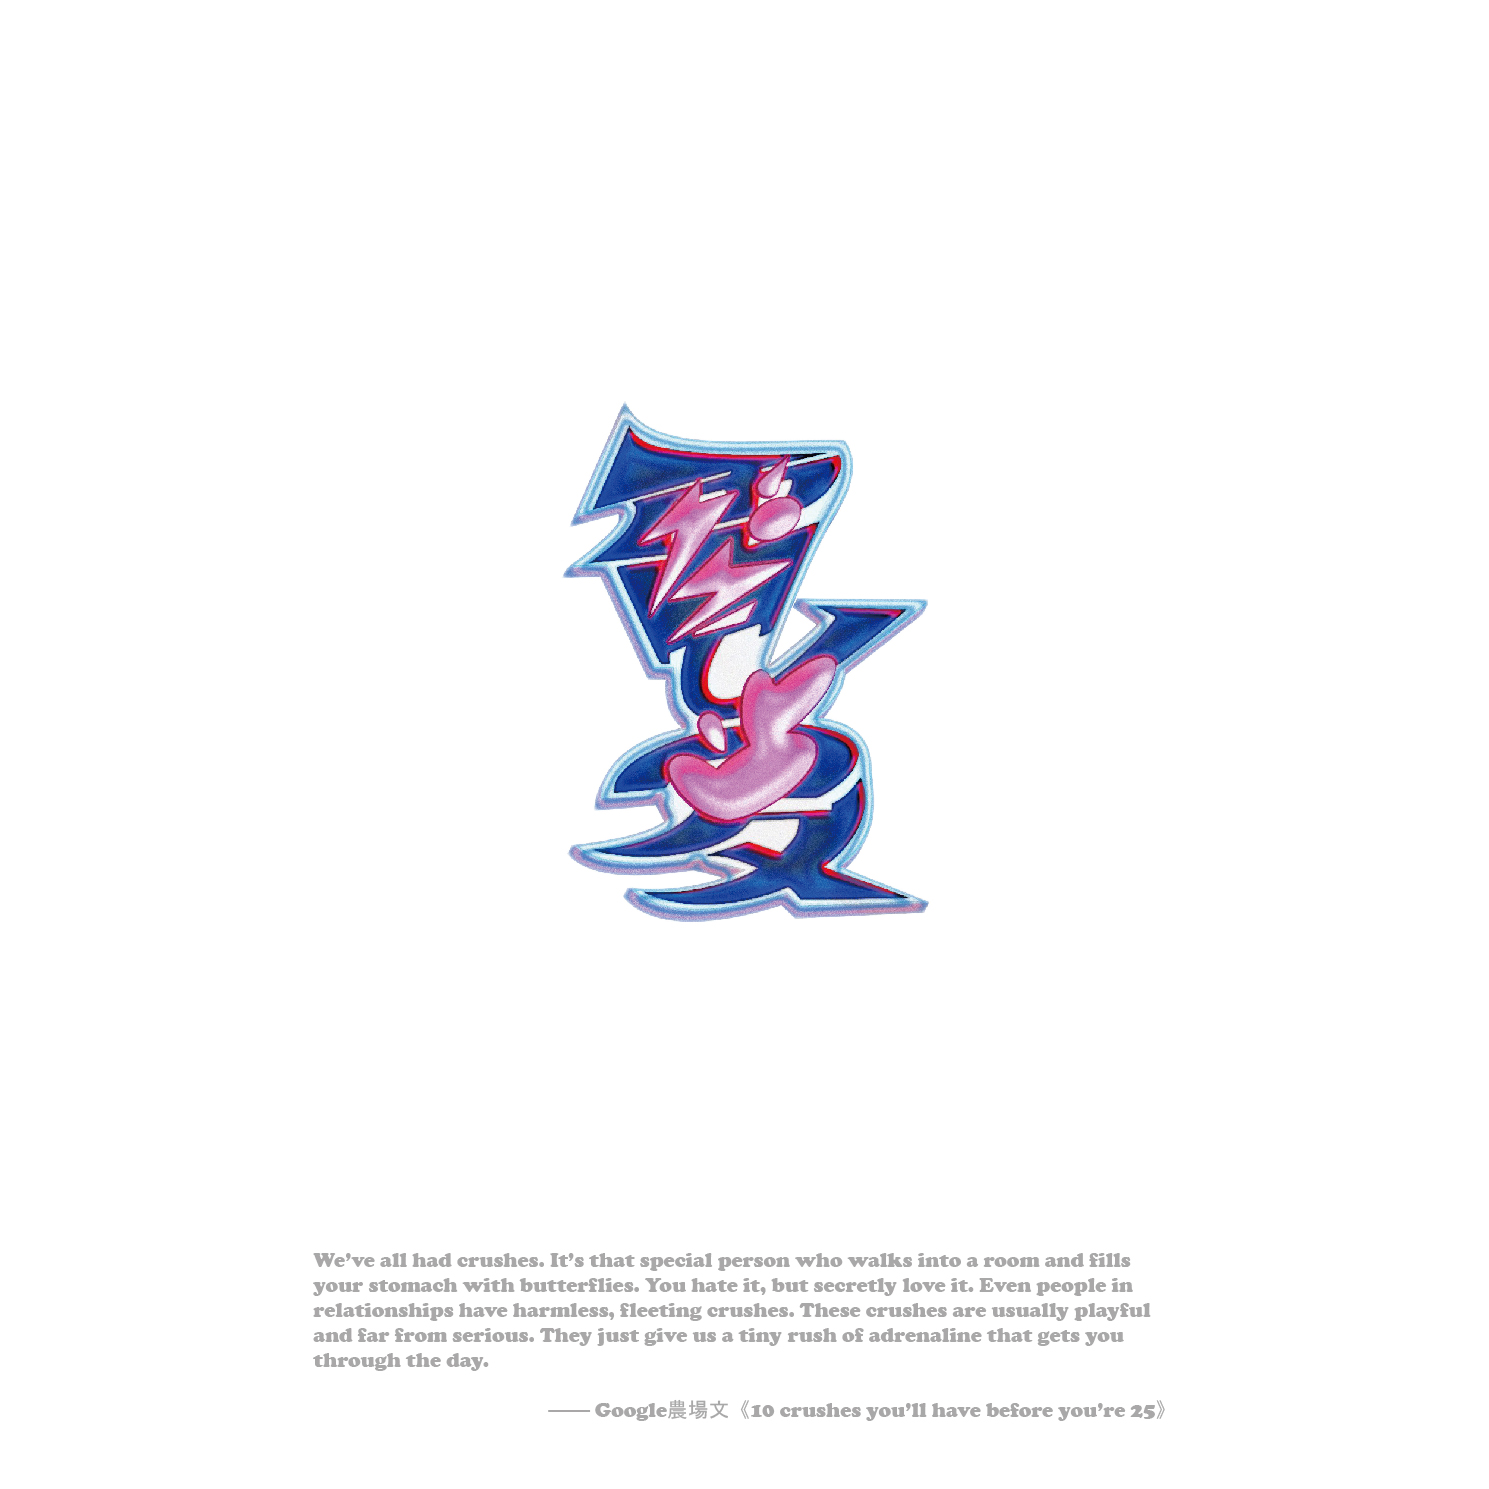 We've all had crushes. It's that special person who walks into a room and fills
your stomach with butterflies. You hate it, but secretly love it. Even people in
relationships have harmless, fleeting crushes. These crushes are usually playful
and far from serious. They just give us a tiny rush of adrenaline that gets you
through the day.
—— Google農場文《10 crushes you'll have before you're 25》